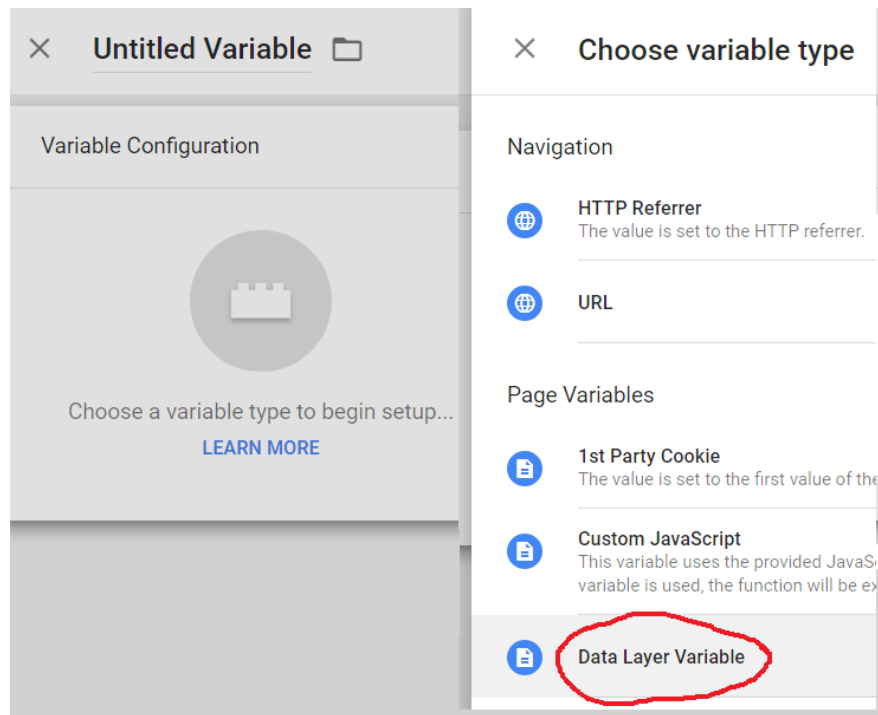 Untitled Variable
Variable Configuration
Choose a variable type to begin setup...
LEARN MORE
Choose variable type
Navigation
HTTP Referrer
The value is set to the HTTP referrer.
URL
Page Variables
1st Party Cookie
The value is set to the first value of the
Custom JavaScript
This variable uses the provided JavaS
variable is used, the function will be ex
Data Layer Variable